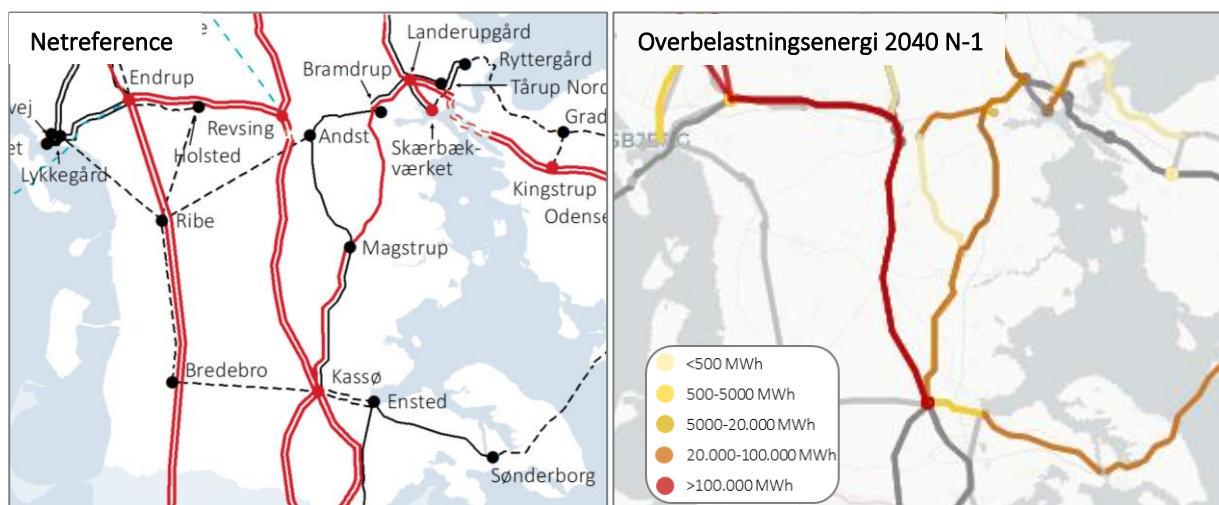 Netreference
Landerupgård
Ryttergård
Endrup
Bramdrup
Tårup Nord
vej
Revsing
Grad
et
Holsted
Andst
Skærbæk-
værket
Lykkegård
Kingstrup
Ribe
Odense
Magstrup
Bredebro
Kassø
Ensted
Sønderborg
Overbelastningsenergi 2040 N-1
SBJERG
<500 MWh
500-5000 MWh
5000-20.000 MWh
20.000-100.000 MWh
>100.000 MWh